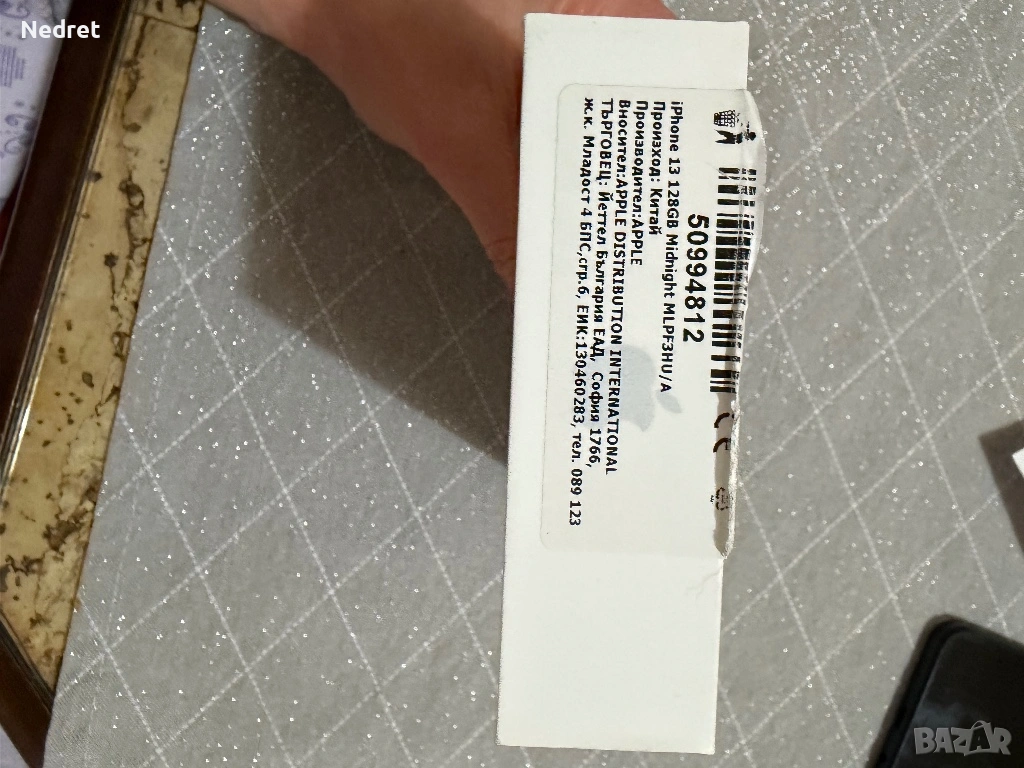 Nedret
50994812
iPhone 13 128GB Midnight MLPF3HU/A
Произход: Китай
Производител:APPLE
Вносител:APPLE DISTRIBUTION INTERNATIONAL
ТЪРГОВЕЦ: Йеттел България ЕАД, София 1766,
ж.к. Младост 4 БПС,сгр.6, ЕИК:130460283, тел. 089 123
BAZAR